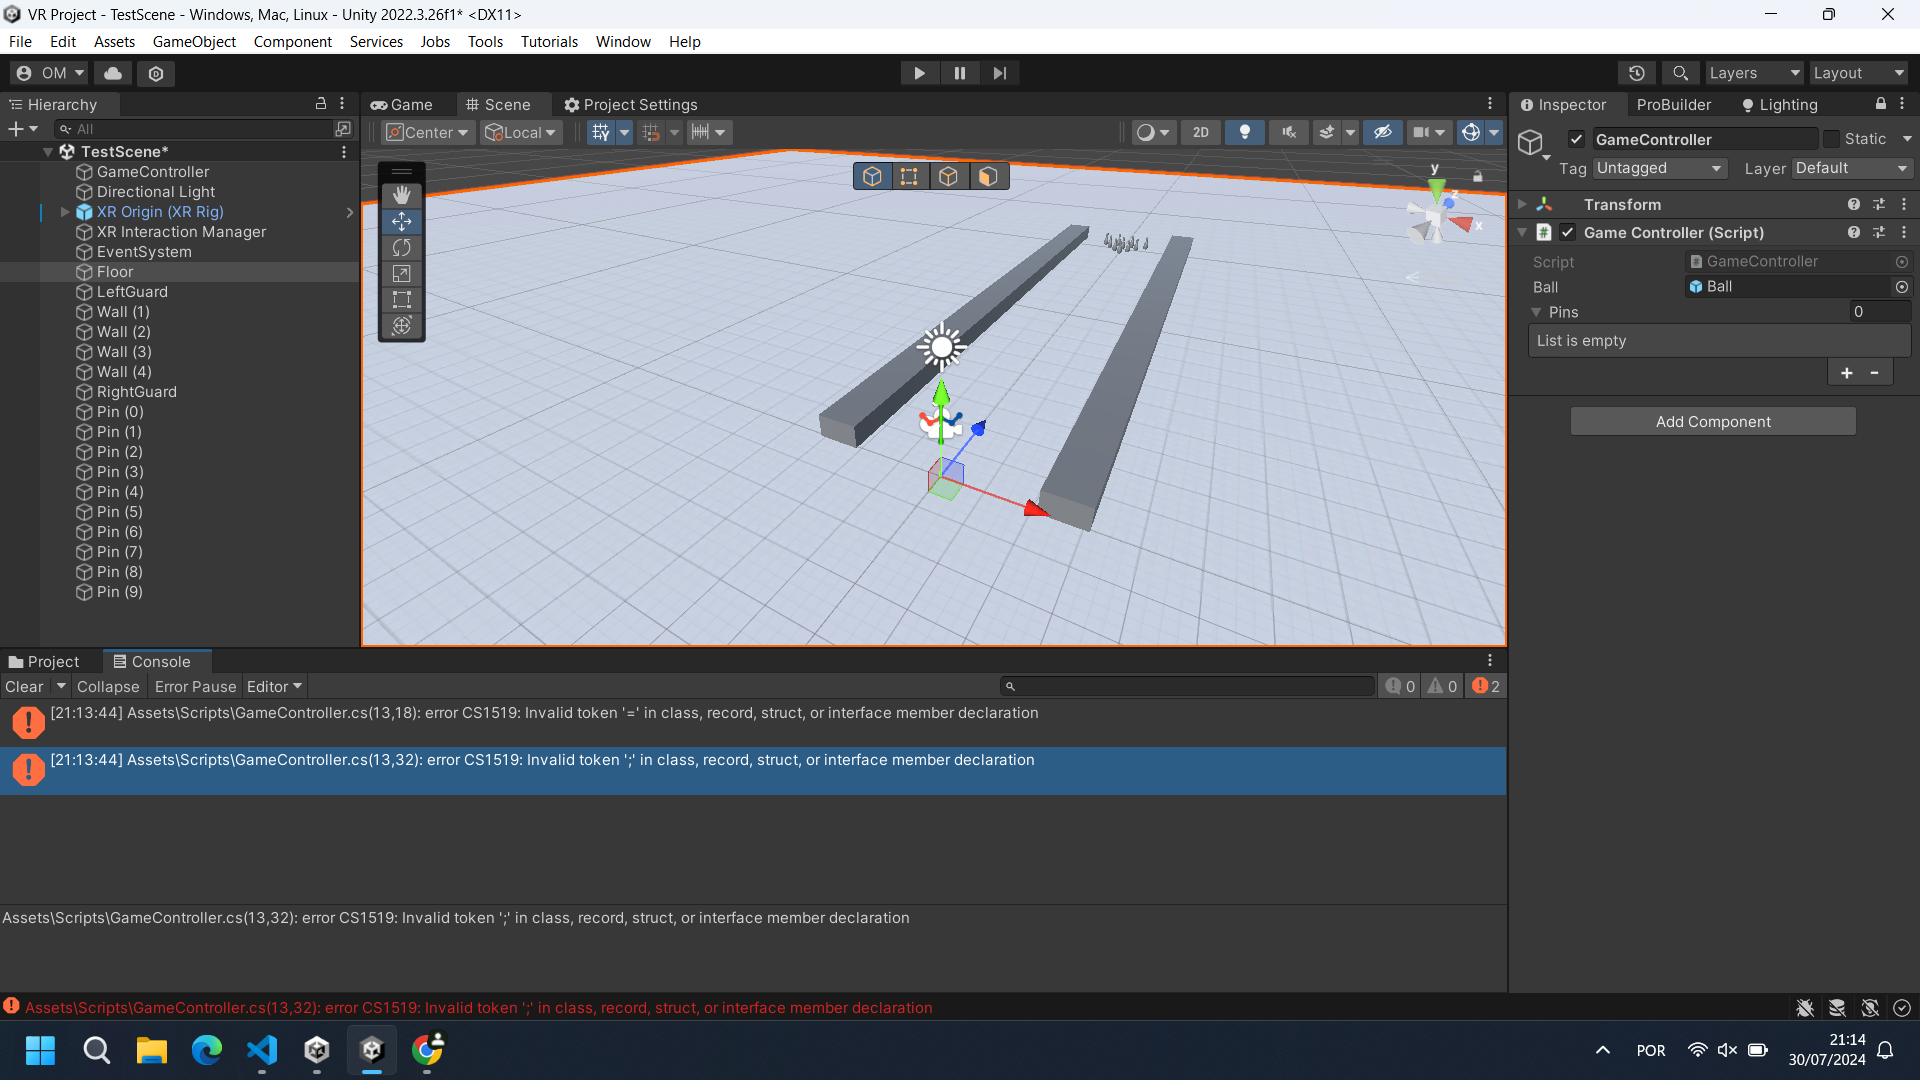 VR Project - TestScene - Windows, Mac, Linux - Unity 2022.3.26f1* <DX11>
File Edit Assets GameObject Component Services Jobs Tools Tutorials Window Help
OM
Layers
Layout
Hierarchy
All
TestScene*
GameController
Directional Light
XR Origin (XR Rig)
XR Interaction Manager
EventSystem
Floor
LeftGuard
Wall (1)
Wall (2)
Wall (3)
Wall (4)
RightGuard
Pin (0)
Pin (1)
Pin (2)
Pin (3)
Pin (4)
Pin (5)
Pin (6)
Pin (7)
Pin (8)
Pin (9)
Game Scene Project Settings
Center Local 2D
y
z
x
Inspector ProBuilder Lighting
GameController Static
Tag Untagged Layer Default
Transform
# Game Controller (Script)
Script GameController
Ball Ball
Pins 0
List is empty
+ -
Add Component
Project Console
Clear Collapse Error Pause Editor 0 0 2
[21:13:44] Assets\Scripts\GameController.cs(13,18): error CS1519: Invalid token '=' in class, record, struct, or interface member declaration
[21:13:44] Assets\Scripts\GameController.cs(13,32): error CS1519: Invalid token ';' in class, record, struct, or interface member declaration
Assets\Scripts\GameController.cs(13,32): error CS1519: Invalid token ';' in class, record, struct, or interface member declaration
Assets\Scripts\GameController.cs(13,32): error CS1519: Invalid token ';' in class, record, struct, or interface member declaration
POR
21:14
30/07/2024